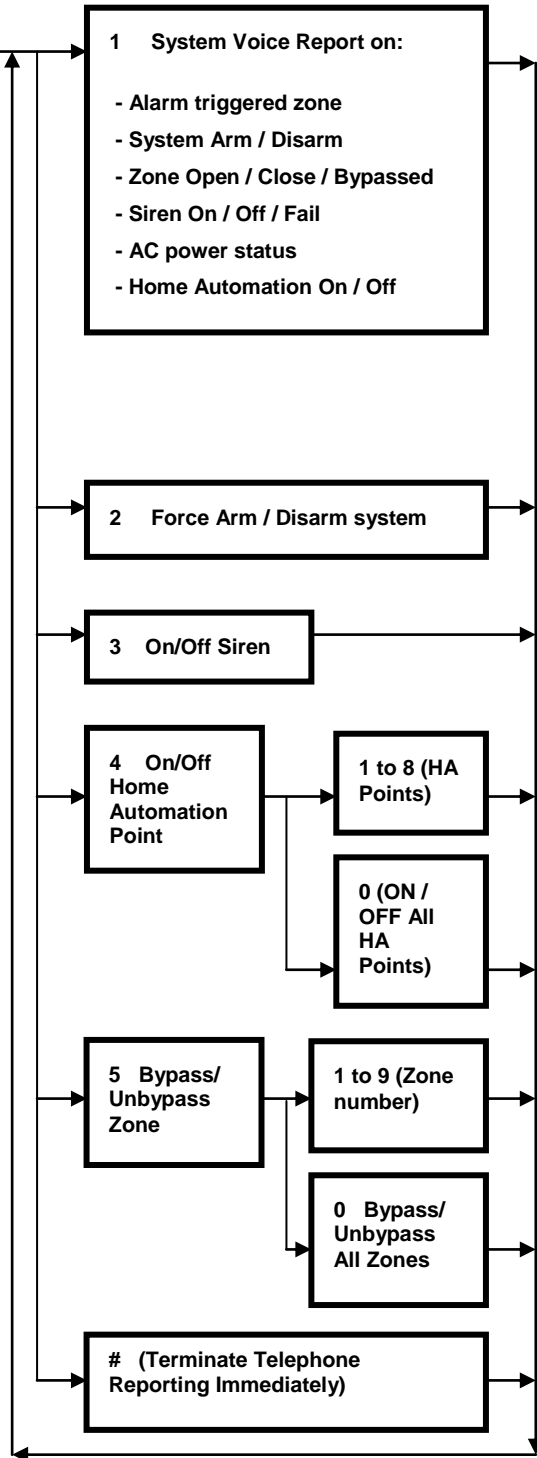 1 System Voice Report on:
- Alarm triggered zone
- System Arm / Disarm
- Zone Open / Close / Bypassed
- Siren On / Off / Fail
- AC power status
- Home Automation On / Off
2 Force Arm / Disarm system
3 On/Off Siren
4 On/Off
Home
Automation
Point
1 to 8 (HA
Points)
0 (ON /
OFF All
HA
Points)
5 Bypass/
Unbypass
Zone
1 to 9 (Zone
number)
0 Bypass/
Unbypass
All Zones
# (Terminate Telephone
Reporting Immediately)